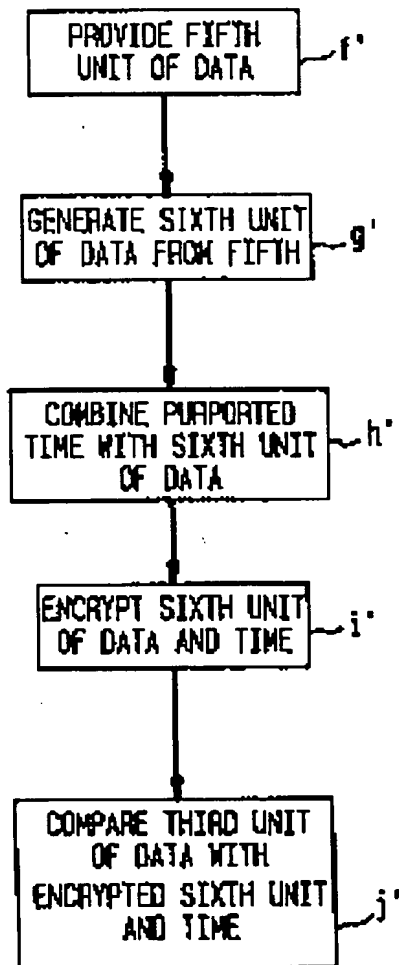 PROVIDE FIFTH
UNIT OF DATA
f'
GENERATE SIXTH UNIT
OF DATA FROM FIFTH
g'
COMBINE PURPORTED
TIME WITH SIXTH UNIT
OF DATA
h'
ENCRYPT SIXTH UNIT
OF DATA AND TIME
i'
COMPARE THIRD UNIT
OF DATA WITH
ENCRYPTED SIXTH UNIT
AND TIME
j'